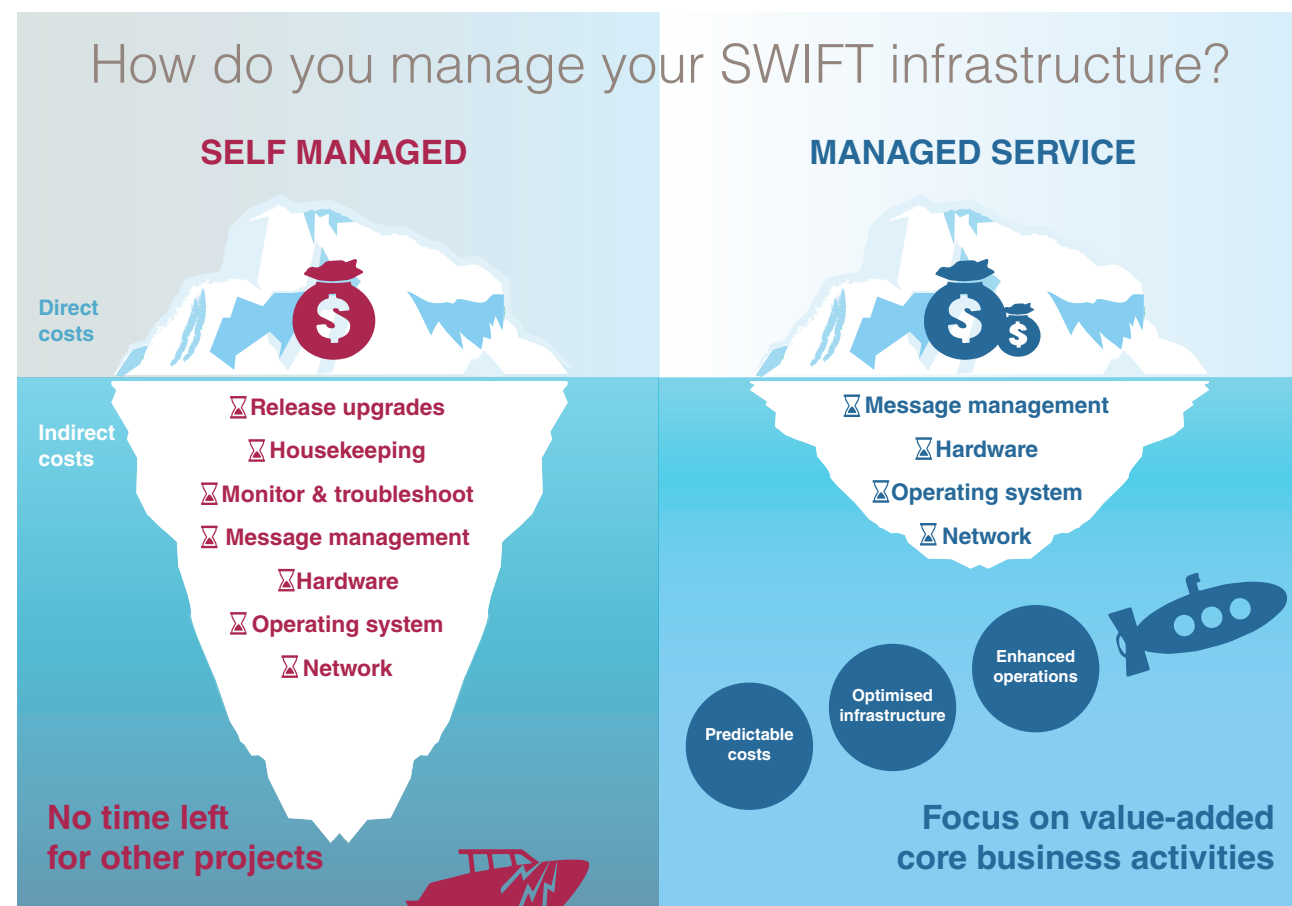 How do you manage your SWIFT infrastructure?
SELF MANAGED
Direct
costs
$
Indirect
costs
Release upgrades
Housekeeping
Monitor & troubleshoot
Message management
Hardware
Operating system
Network
No time left
for other projects
MANAGED SERVICE
$
$
Message management
Hardware
Operating system
Network
Predictable
costs
Optimised
infrastructure
Enhanced
operations
Focus on value-added
core business activities